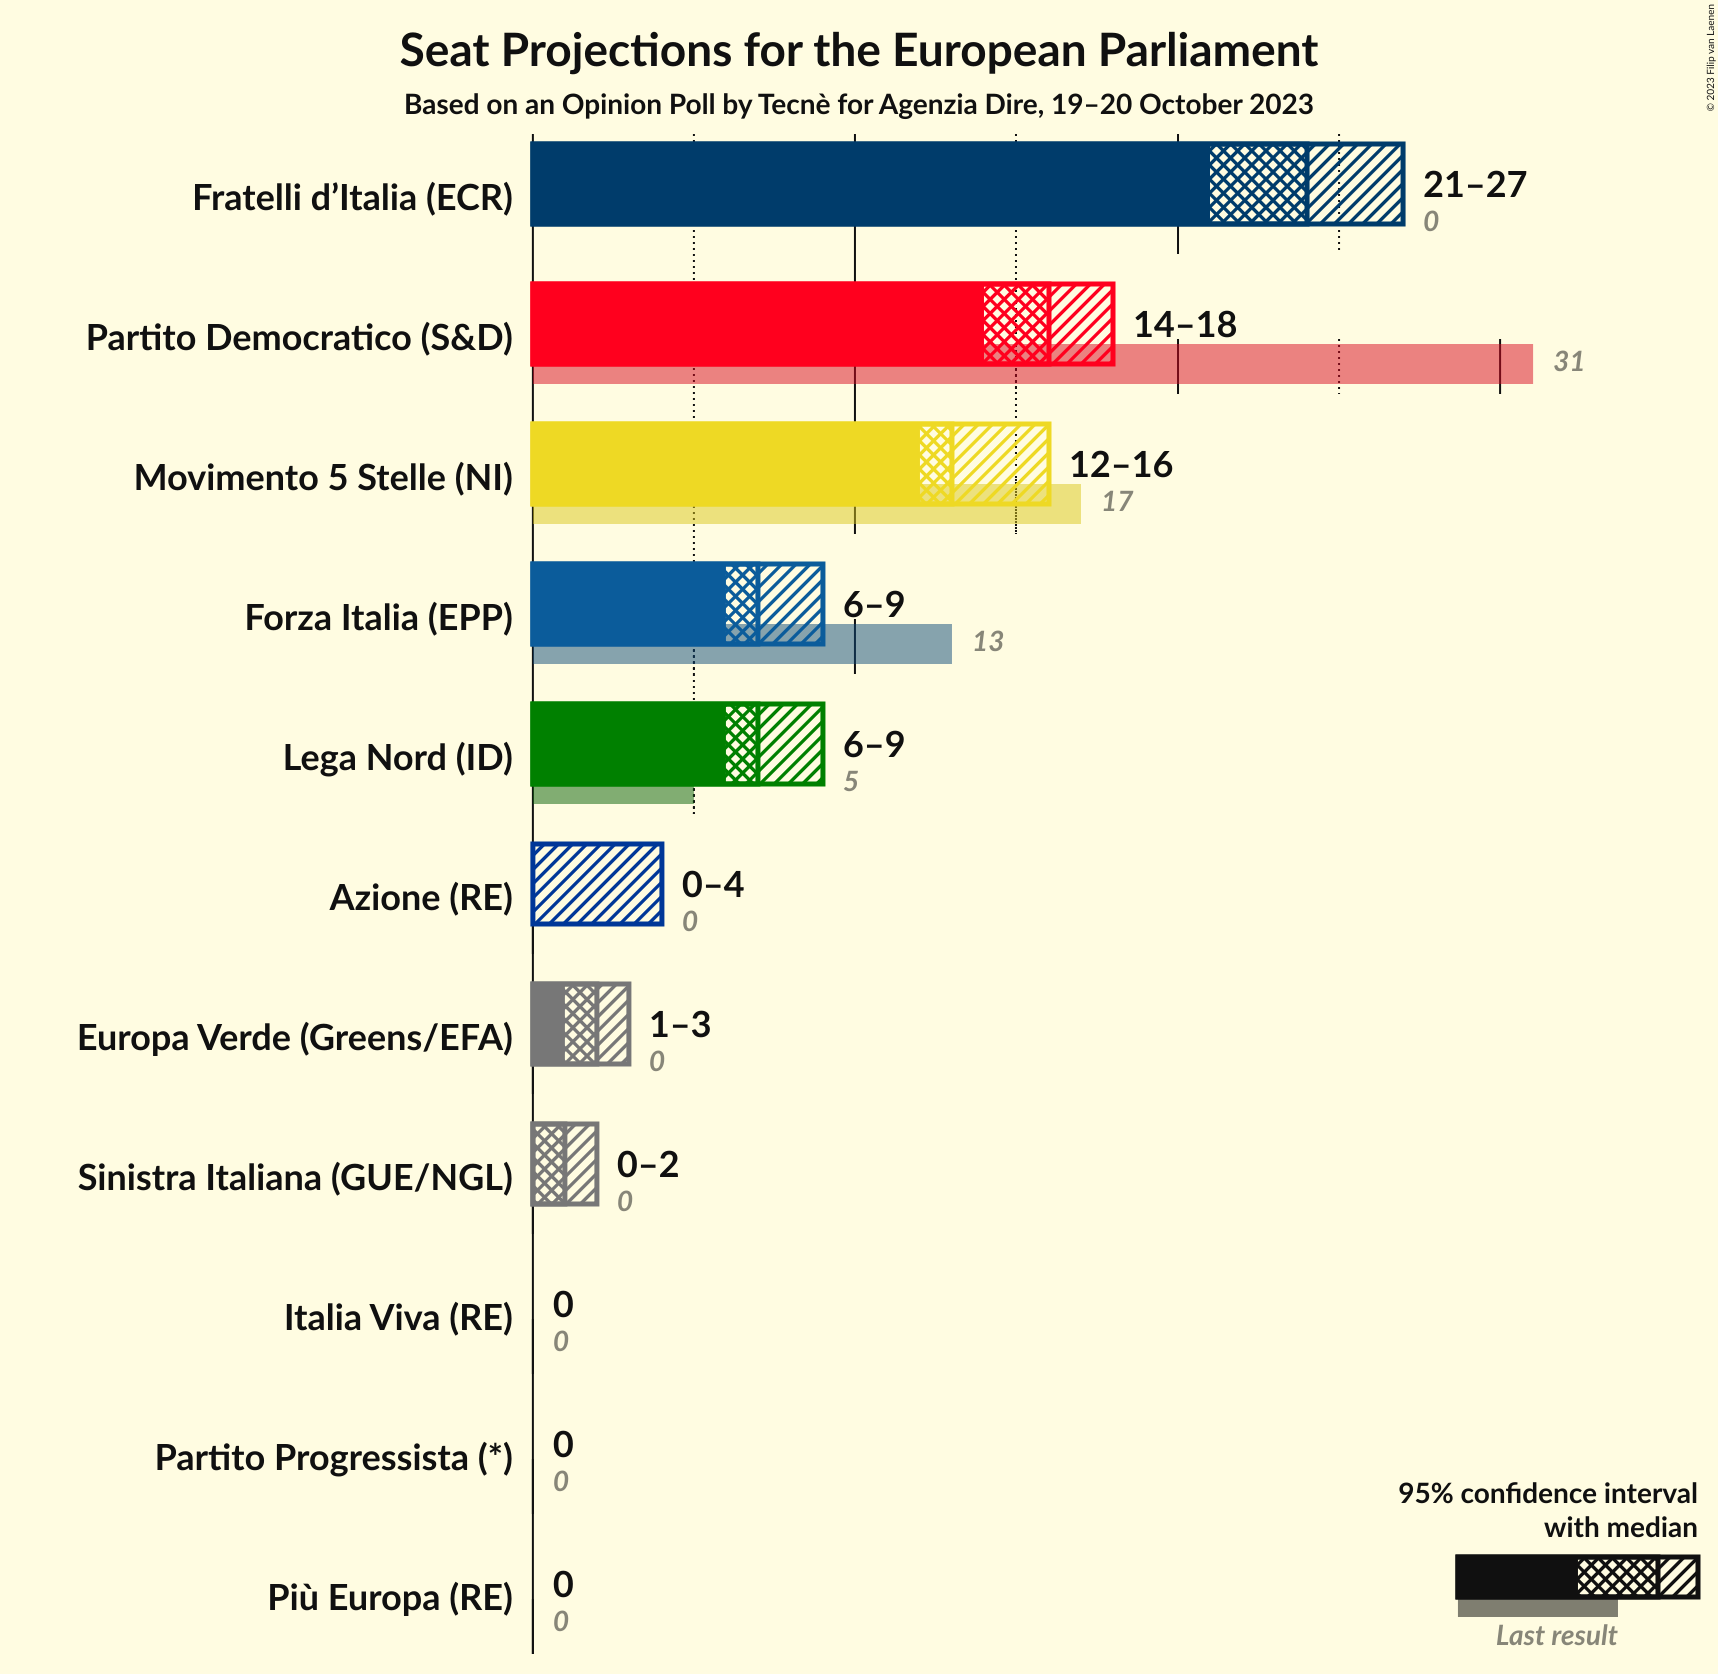 Seat Projections for the European Parliament
Based on an Opinion Poll by Tecnè for Agenzia Dire, 19–20 October 2023
© 2023 Filip van Laenen
Fratelli d’Italia (ECR)
21–27
0
Partito Democratico (S&D)
14–18
31
Movimento 5 Stelle (NI)
12–16
17
Forza Italia (EPP)
6–9
13
Lega Nord (ID)
6–9
5
Azione (RE)
0–4
0
Europa Verde (Greens/EFA)
1–3
0
Sinistra Italiana (GUE/NGL)
0–2
0
Italia Viva (RE)
0
0
Partito Progressista (*)
0
0
Più Europa (RE)
0
0
95% confidence interval
with median
Last result